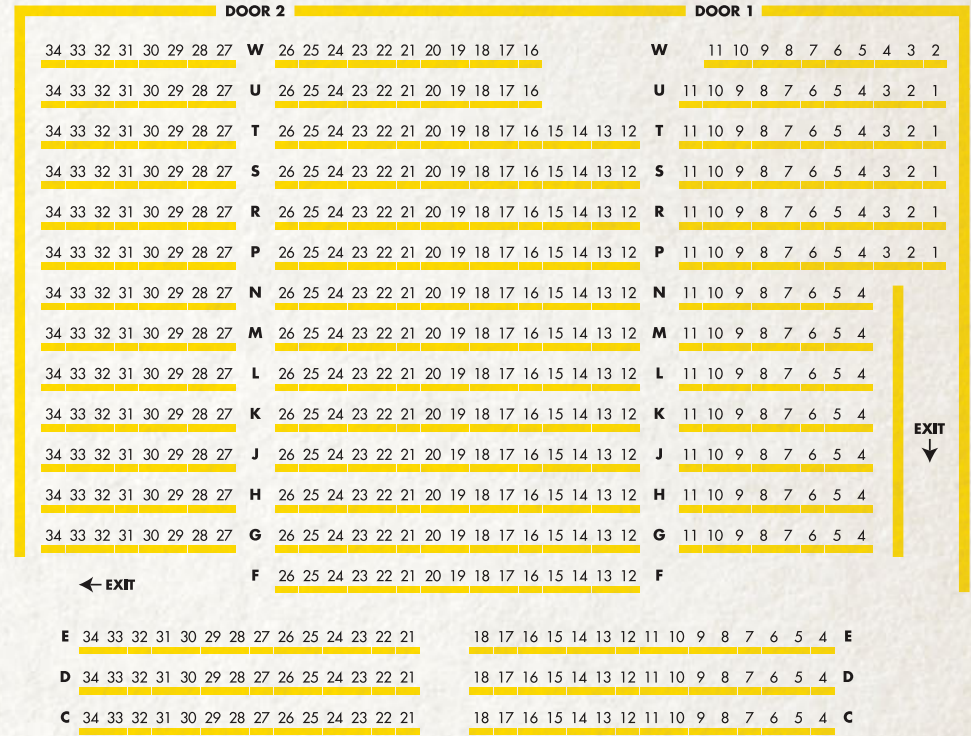 DOOR 2 DOOR 1
34 33 32 31 30 29 28 27 W 26 25 24 23 22 21 20 19 18 17 16 W 11 10 9 8 7 6 5 4 3 2
34 33 32 31 30 29 28 27 U 26 25 24 23 22 21 20 19 18 17 16 U 11 10 9 8 7 6 5 4 3 2 1
34 33 32 31 30 29 28 27 T 26 25 24 23 22 21 20 19 18 17 16 15 14 13 12 T 11 10 9 8 7 6 5 4 3 2 1
34 33 32 31 30 29 28 27 S 26 25 24 23 22 21 20 19 18 17 16 15 14 13 12 S 11 10 9 8 7 6 5 4 3 2 1
34 33 32 31 30 29 28 27 R 26 25 24 23 22 21 20 19 18 17 16 15 14 13 12 R 11 10 9 8 7 6 5 4 3 2 1
34 33 32 31 30 29 28 27 P 26 25 24 23 22 21 20 19 18 17 16 15 14 13 12 P 11 10 9 8 7 6 5 4 3 2 1
34 33 32 31 30 29 28 27 N 26 25 24 23 22 21 20 19 18 17 16 15 14 13 12 N 11 10 9 8 7 6 5 4
34 33 32 31 30 29 28 27 M 26 25 24 23 22 21 20 19 18 17 16 15 14 13 12 M 11 10 9 8 7 6 5 4
34 33 32 31 30 29 28 27 L 26 25 24 23 22 21 20 19 18 17 16 15 14 13 12 L 11 10 9 8 7 6 5 4
34 33 32 31 30 29 28 27 K 26 25 24 23 22 21 20 19 18 17 16 15 14 13 12 K 11 10 9 8 7 6 5 4
EXIT
34 33 32 31 30 29 28 27 J 26 25 24 23 22 21 20 19 18 17 16 15 14 13 12 J 11 10 9 8 7 6 5 4
34 33 32 31 30 29 28 27 H 26 25 24 23 22 21 20 19 18 17 16 15 14 13 12 H 11 10 9 8 7 6 5 4
34 33 32 31 30 29 28 27 G 26 25 24 23 22 21 20 19 18 17 16 15 14 13 12 G 11 10 9 8 7 6 5 4
F 26 25 24 23 22 21 20 19 18 17 16 15 14 13 12 F
EXIT
E 34 33 32 31 30 29 28 27 26 25 24 23 22 21 18 17 16 15 14 13 12 11 10 9 8 7 6 5 4 E
D 34 33 32 31 30 29 28 27 26 25 24 23 22 21 18 17 16 15 14 13 12 11 10 9 8 7 6 5 4 D
C 34 33 32 31 30 29 28 27 26 25 24 23 22 21 18 17 16 15 14 13 12 11 10 9 8 7 6 5 4 C